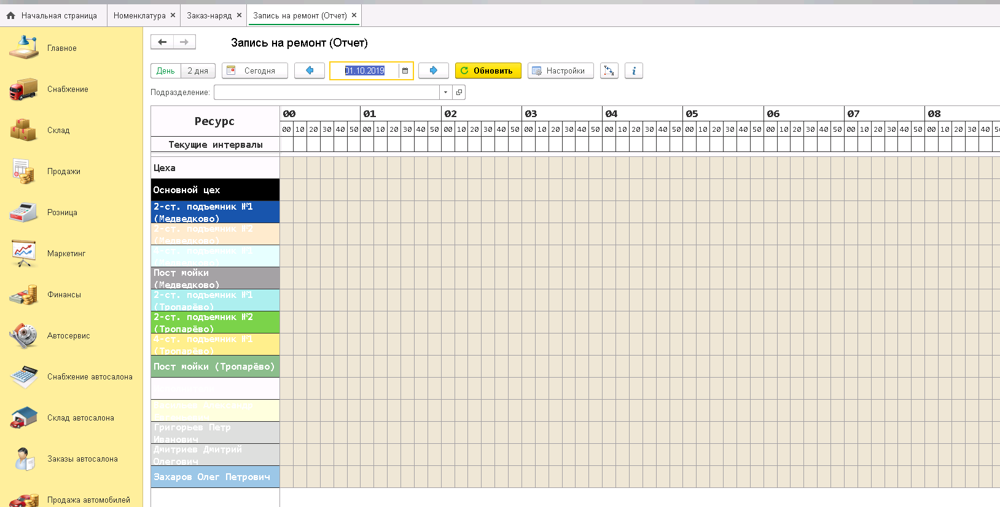 Начальная страница
Номенклатура ×
Заказ-наряд ×
Запись на ремонт (Отчет) ×
Главное
Снабжение
Склад
Продажи
Розница
Маркетинг
Финансы
Автосервис
Снабжение автосалона
Склад автосалона
Заказы автосалона
Продажа автомобилей
Запись на ремонт (Отчет)
День
2 дня
Сегодня
01.10.2019
Обновить
Настройки
i
Подразделение:
Ресурс
00 01 02 03 04 05 06 07 08
00 10 20 30 40 50 00 10 20 30 40 50 00 10 20 30 40 50 00 10 20 30 40 50 00 10 20 30 40 50 00 10 20 30 40 50 00 10 20 30 40 50 00 10 20 30 40 50 00 10 20 30 40
Текущие интервалы
Цеха
Основной цех
2-ст. подъемник №1
(Медведково)
2-ст. подъемник №2
(Медведково)
4-ст. подъемник №1
(Медведково)
Пост мойки
(Медведково)
2-ст. подъемник №1
(Тропарёво)
2-ст. подъемник №2
(Тропарёво)
4-ст. подъемник №1
(Тропарёво)
Пост мойки (Тропарёво)
Васильев Александр
Григорьев Петр
Иванович
Дмитриев Дмитрий
Олегович
Захаров Олег Петрович